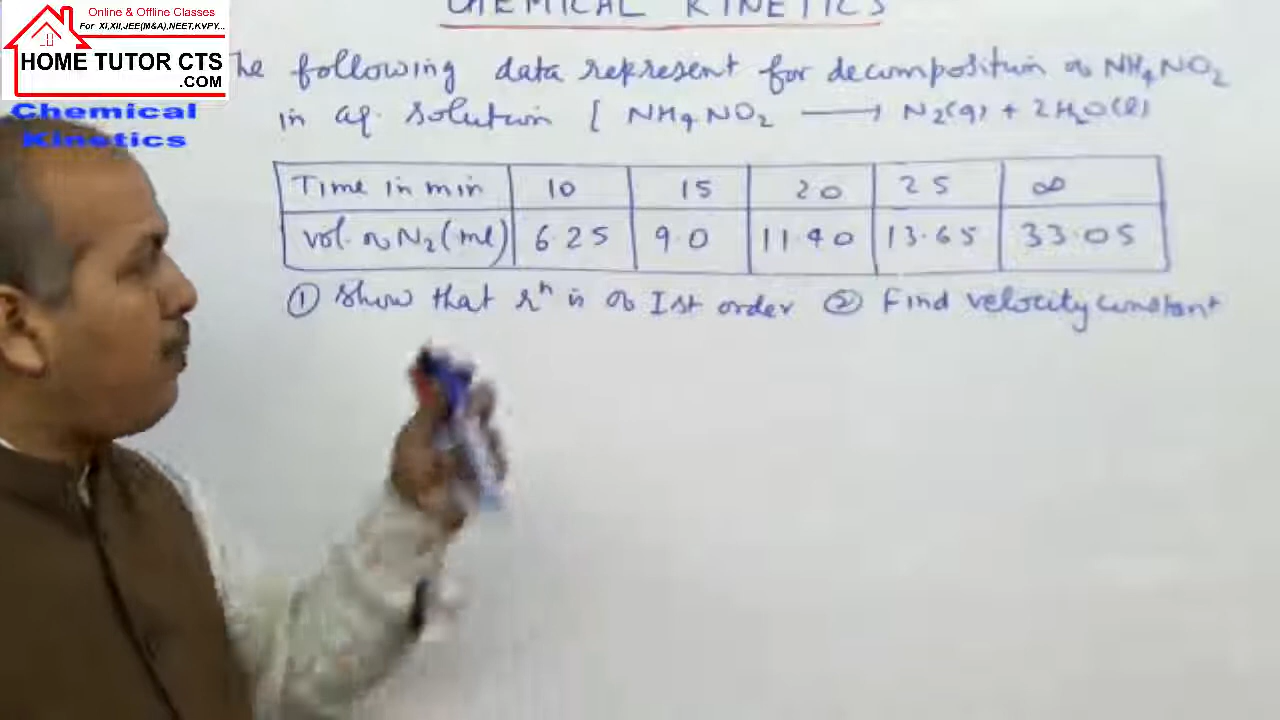 CHEMICAL KINETICS
Online & Offline Classes
For XI,XII,JEE(M&A),NEET,KVPY...
HOME TUTOR CTS
.COM
Chemical
Kinetics
he following data represent for decomposition of NH4NO2
in aq. solution [ NH4NO2 ⟶ N2(g) + 2H2O(l)
Time in min 10 15 20 25 ∞
vol. of N2(ml) 6.25 9.0 11.40 13.65 33.05
① Show that rn is of Ist order ② Find velocity constant